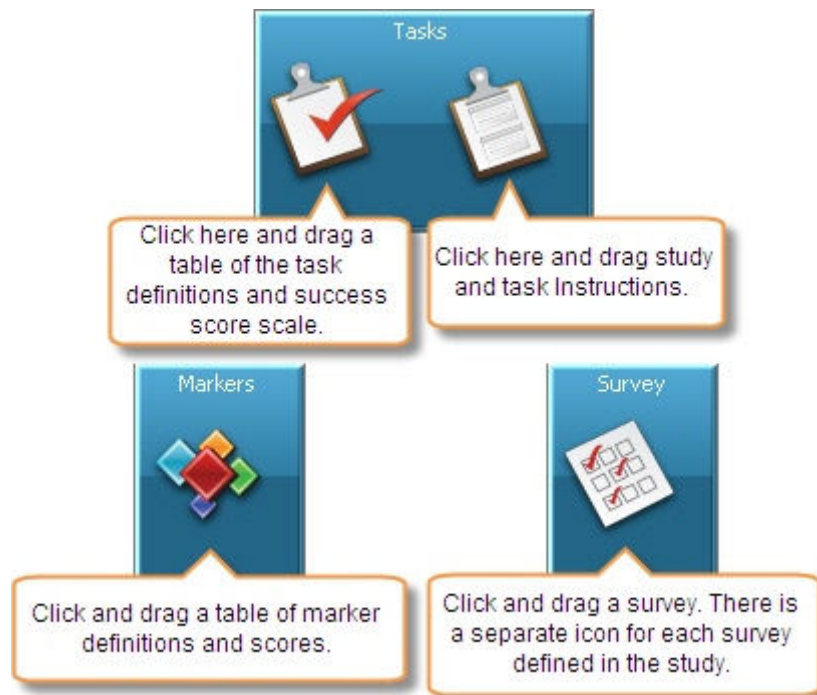 Tasks
Click here and drag a
table of the task
definitions and success
score scale.
Click here and drag study
and task Instructions.
Markers
Survey
Click and drag a table of marker
definitions and scores.
Click and drag a survey. There is
a separate icon for each survey
defined in the study.